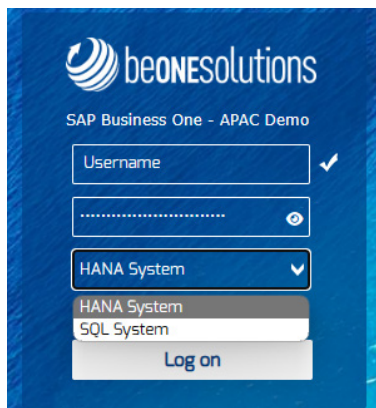 beonesolutions
SAP Business One - APAC Demo
Username
HANA System
HANA System
SQL System
Log on